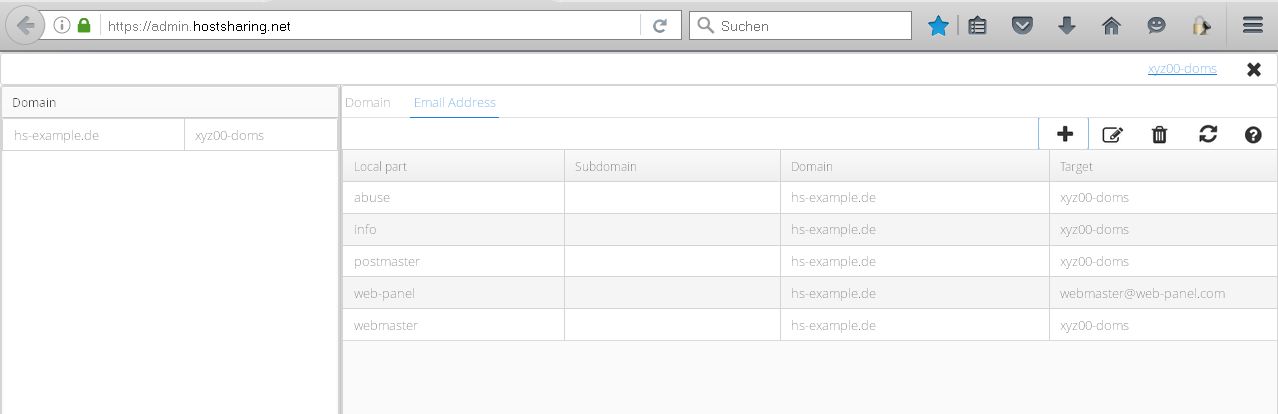 https://admin.hostsharing.net Suchen
xyz00-doms
Domain
hs-example.de xyz00-doms
Domain Email Address
Local part Subdomain Domain Target
abuse hs-example.de xyz00-doms
info hs-example.de xyz00-doms
postmaster hs-example.de xyz00-doms
web-panel hs-example.de webmaster@web-panel.com
webmaster hs-example.de xyz00-doms